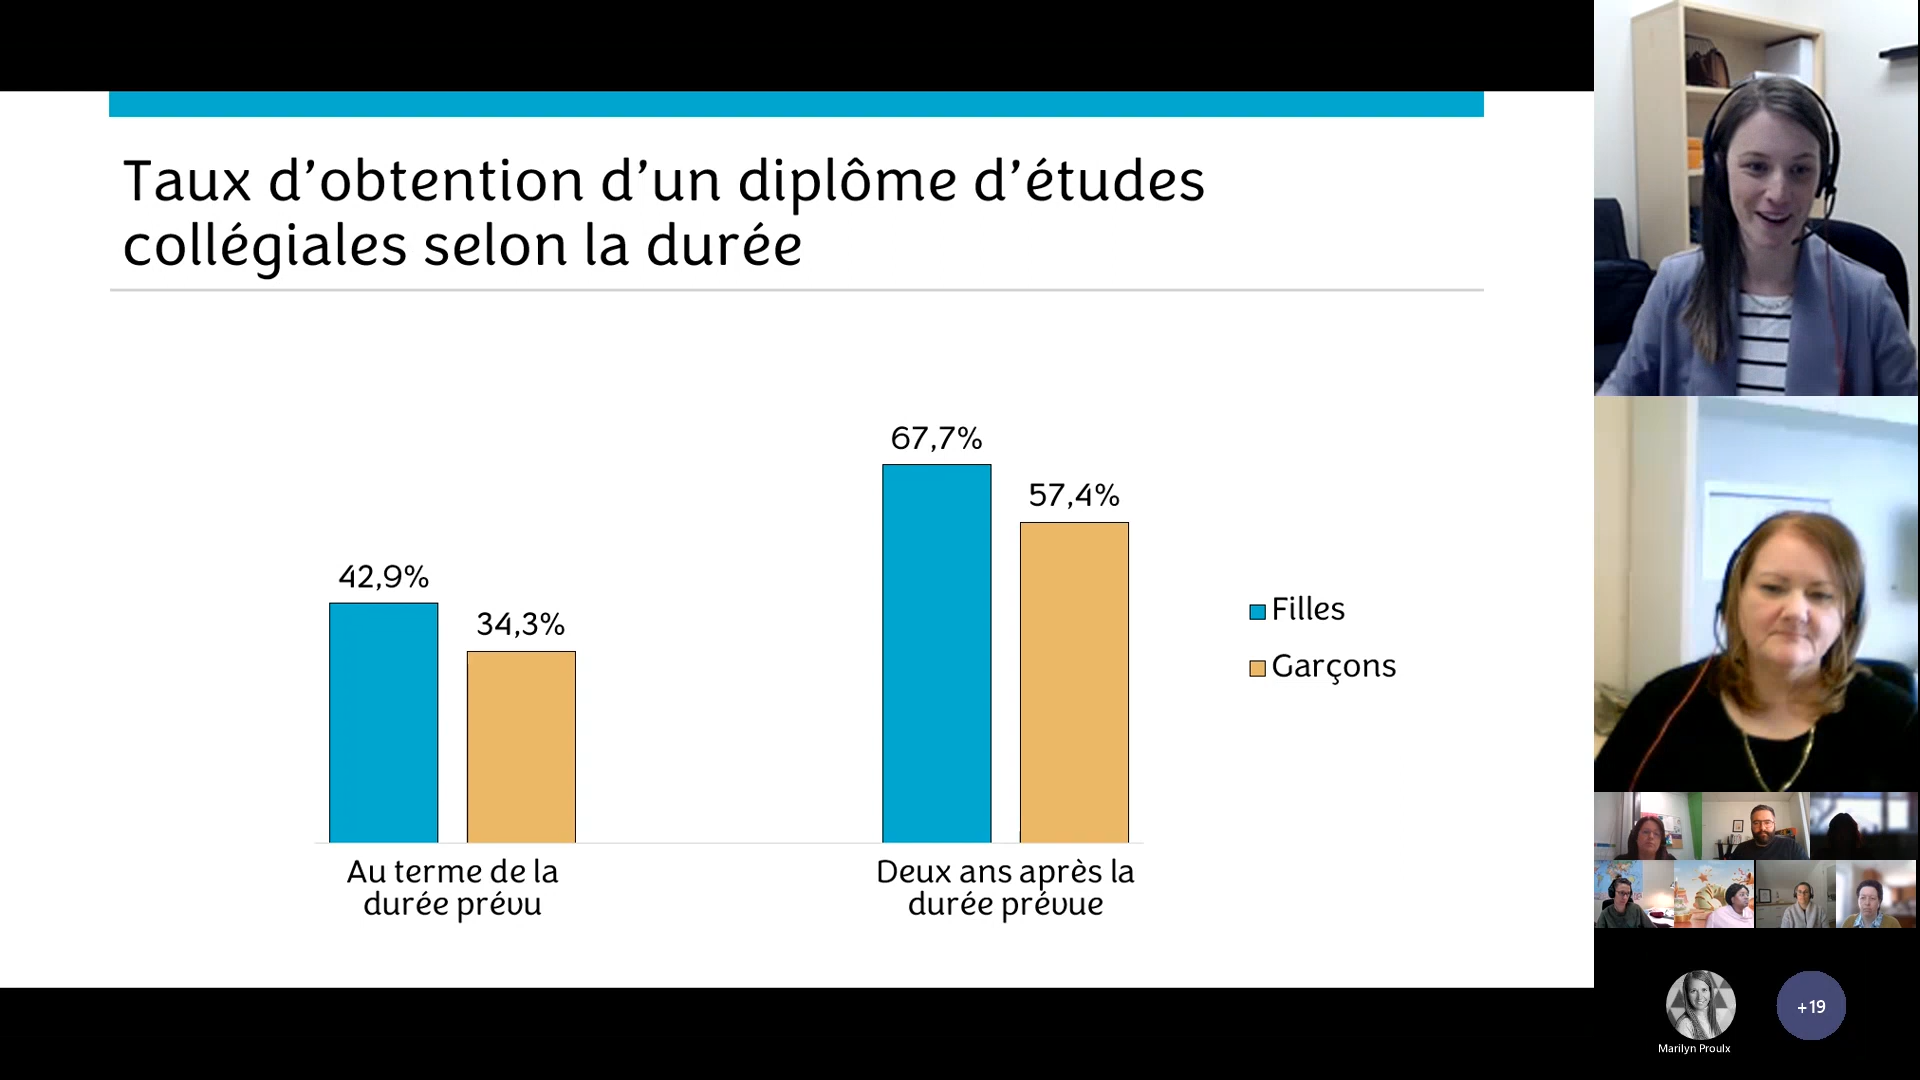 Taux d’obtention d’un diplôme d’études
collégiales selon la durée
67,7%
57,4%
42,9%
34,3%
Filles
Garçons
Au terme de la
durée prévu
Deux ans après la
durée prévue
+19
Marilyn Proulx